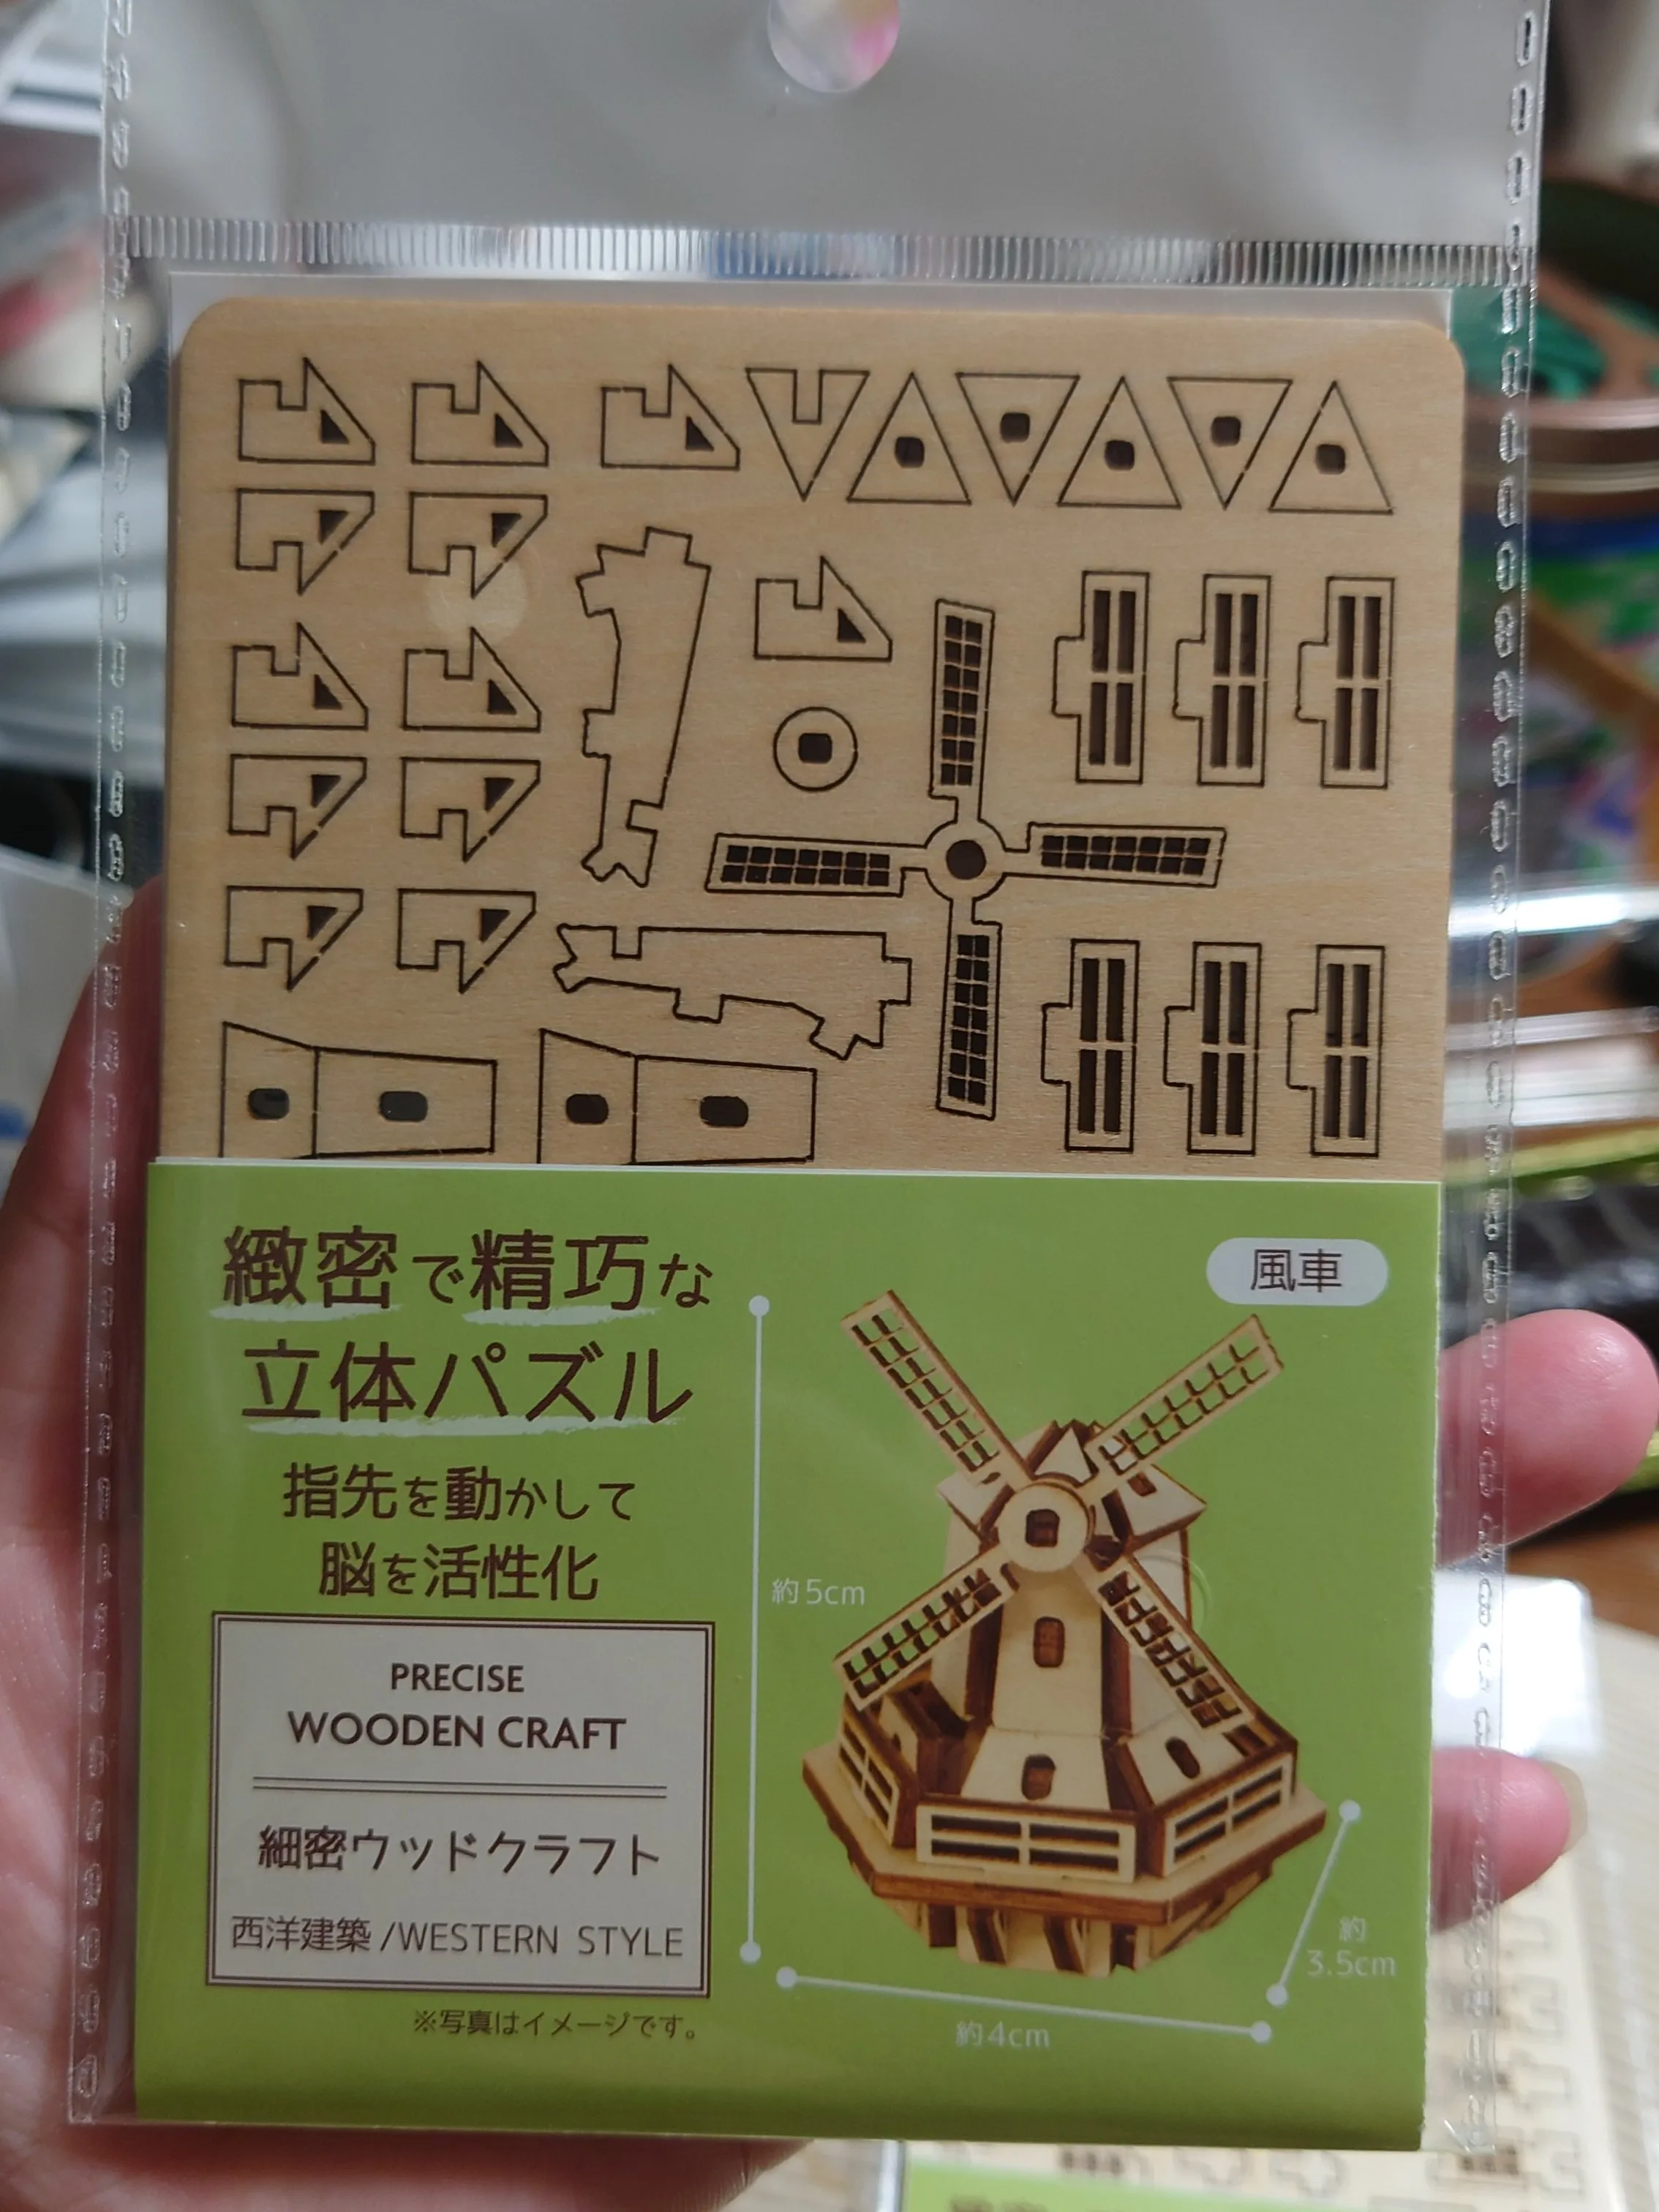 緻密で精巧な
立体パズル
指先を動かして
脳を活性化
PRECISE
WOODEN CRAFT
細密ウッドクラフト
西洋建築/WESTERN STYLE
※写真はイメージです。
風車
約5cm
約4cm
約
3.5cm